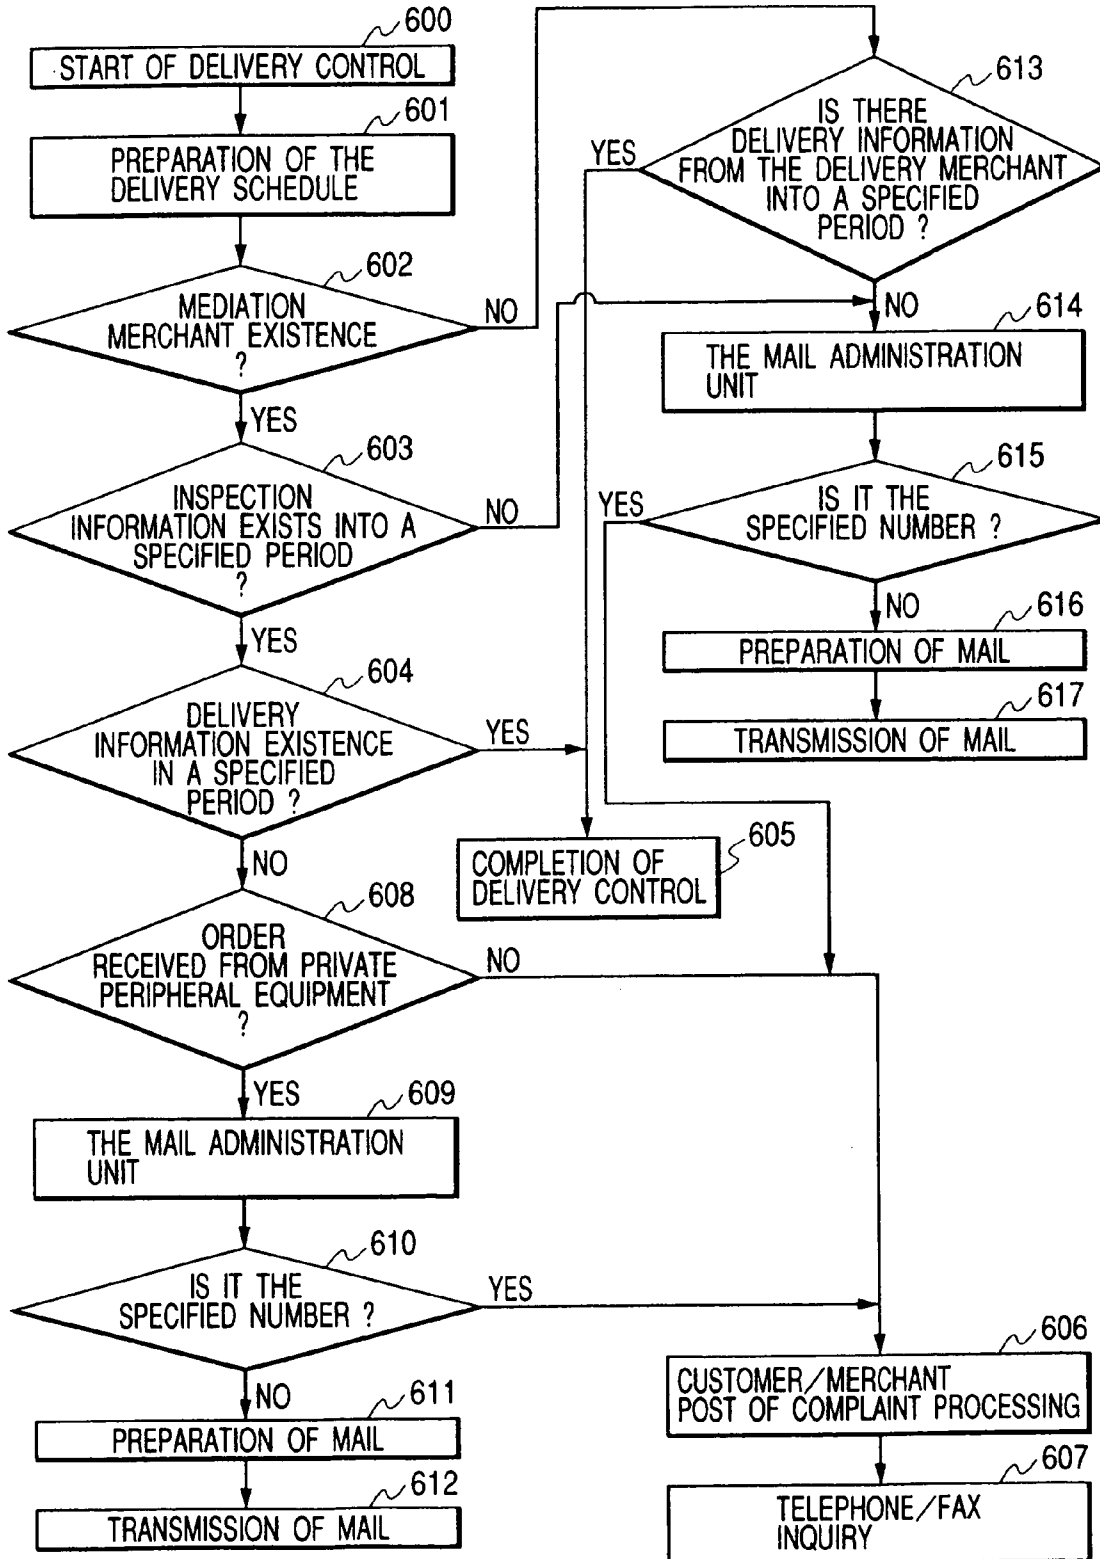 600
START OF DELIVERY CONTROL
601
PREPARATION OF THE
DELIVERY SCHEDULE
602
MEDIATION
MERCHANT EXISTENCE
?
NO
YES
603
INSPECTION
INFORMATION EXISTS INTO A
SPECIFIED PERIOD
?
NO
YES
604
DELIVERY
INFORMATION EXISTENCE
IN A SPECIFIED
PERIOD ?
YES
NO
605
COMPLETION OF
DELIVERY CONTROL
608
ORDER
RECEIVED FROM PRIVATE
PERIPHERAL EQUIPMENT
?
NO
YES
609
THE MAIL ADMINISTRATION
UNIT
610
IS IT THE
SPECIFIED NUMBER ?
YES
NO
611
PREPARATION OF MAIL
612
TRANSMISSION OF MAIL
613
IS THERE
DELIVERY INFORMATION
FROM THE DELIVERY MERCHANT
INTO A SPECIFIED
PERIOD ?
YES
NO
614
THE MAIL ADMINISTRATION
UNIT
615
IS IT THE
SPECIFIED NUMBER ?
YES
NO
616
PREPARATION OF MAIL
617
TRANSMISSION OF MAIL
606
CUSTOMER/MERCHANT
POST OF COMPLAINT PROCESSING
607
TELEPHONE/FAX
INQUIRY